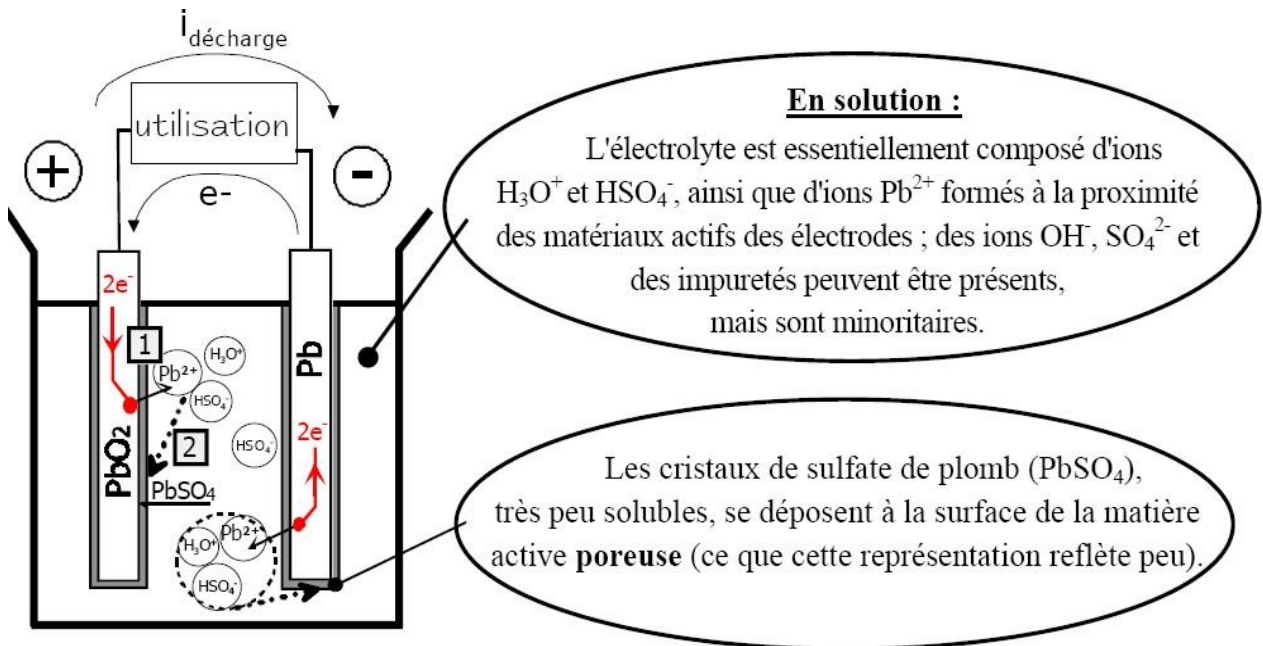 i décharge
utilisation
+
-
e-
2e-
1
Pb²⁺
H₃O⁺
HSO₄⁻
2
PbO₂
PbSO₄
HSO₄⁻
Pb
2e-
H₃O⁺
Pb²⁺
HSO₄⁻
En solution :
L'électrolyte est essentiellement composé d'ions
H₃O⁺ et HSO₄⁻, ainsi que d'ions Pb²⁺ formés à la proximité
des matériaux actifs des électrodes ; des ions OH⁻, SO₄²⁻ et
des impuretés peuvent être présents,
mais sont minoritaires.
Les cristaux de sulfate de plomb (PbSO₄),
très peu solubles, se déposent à la surface de la matière
active poreuse (ce que cette représentation reflète peu).